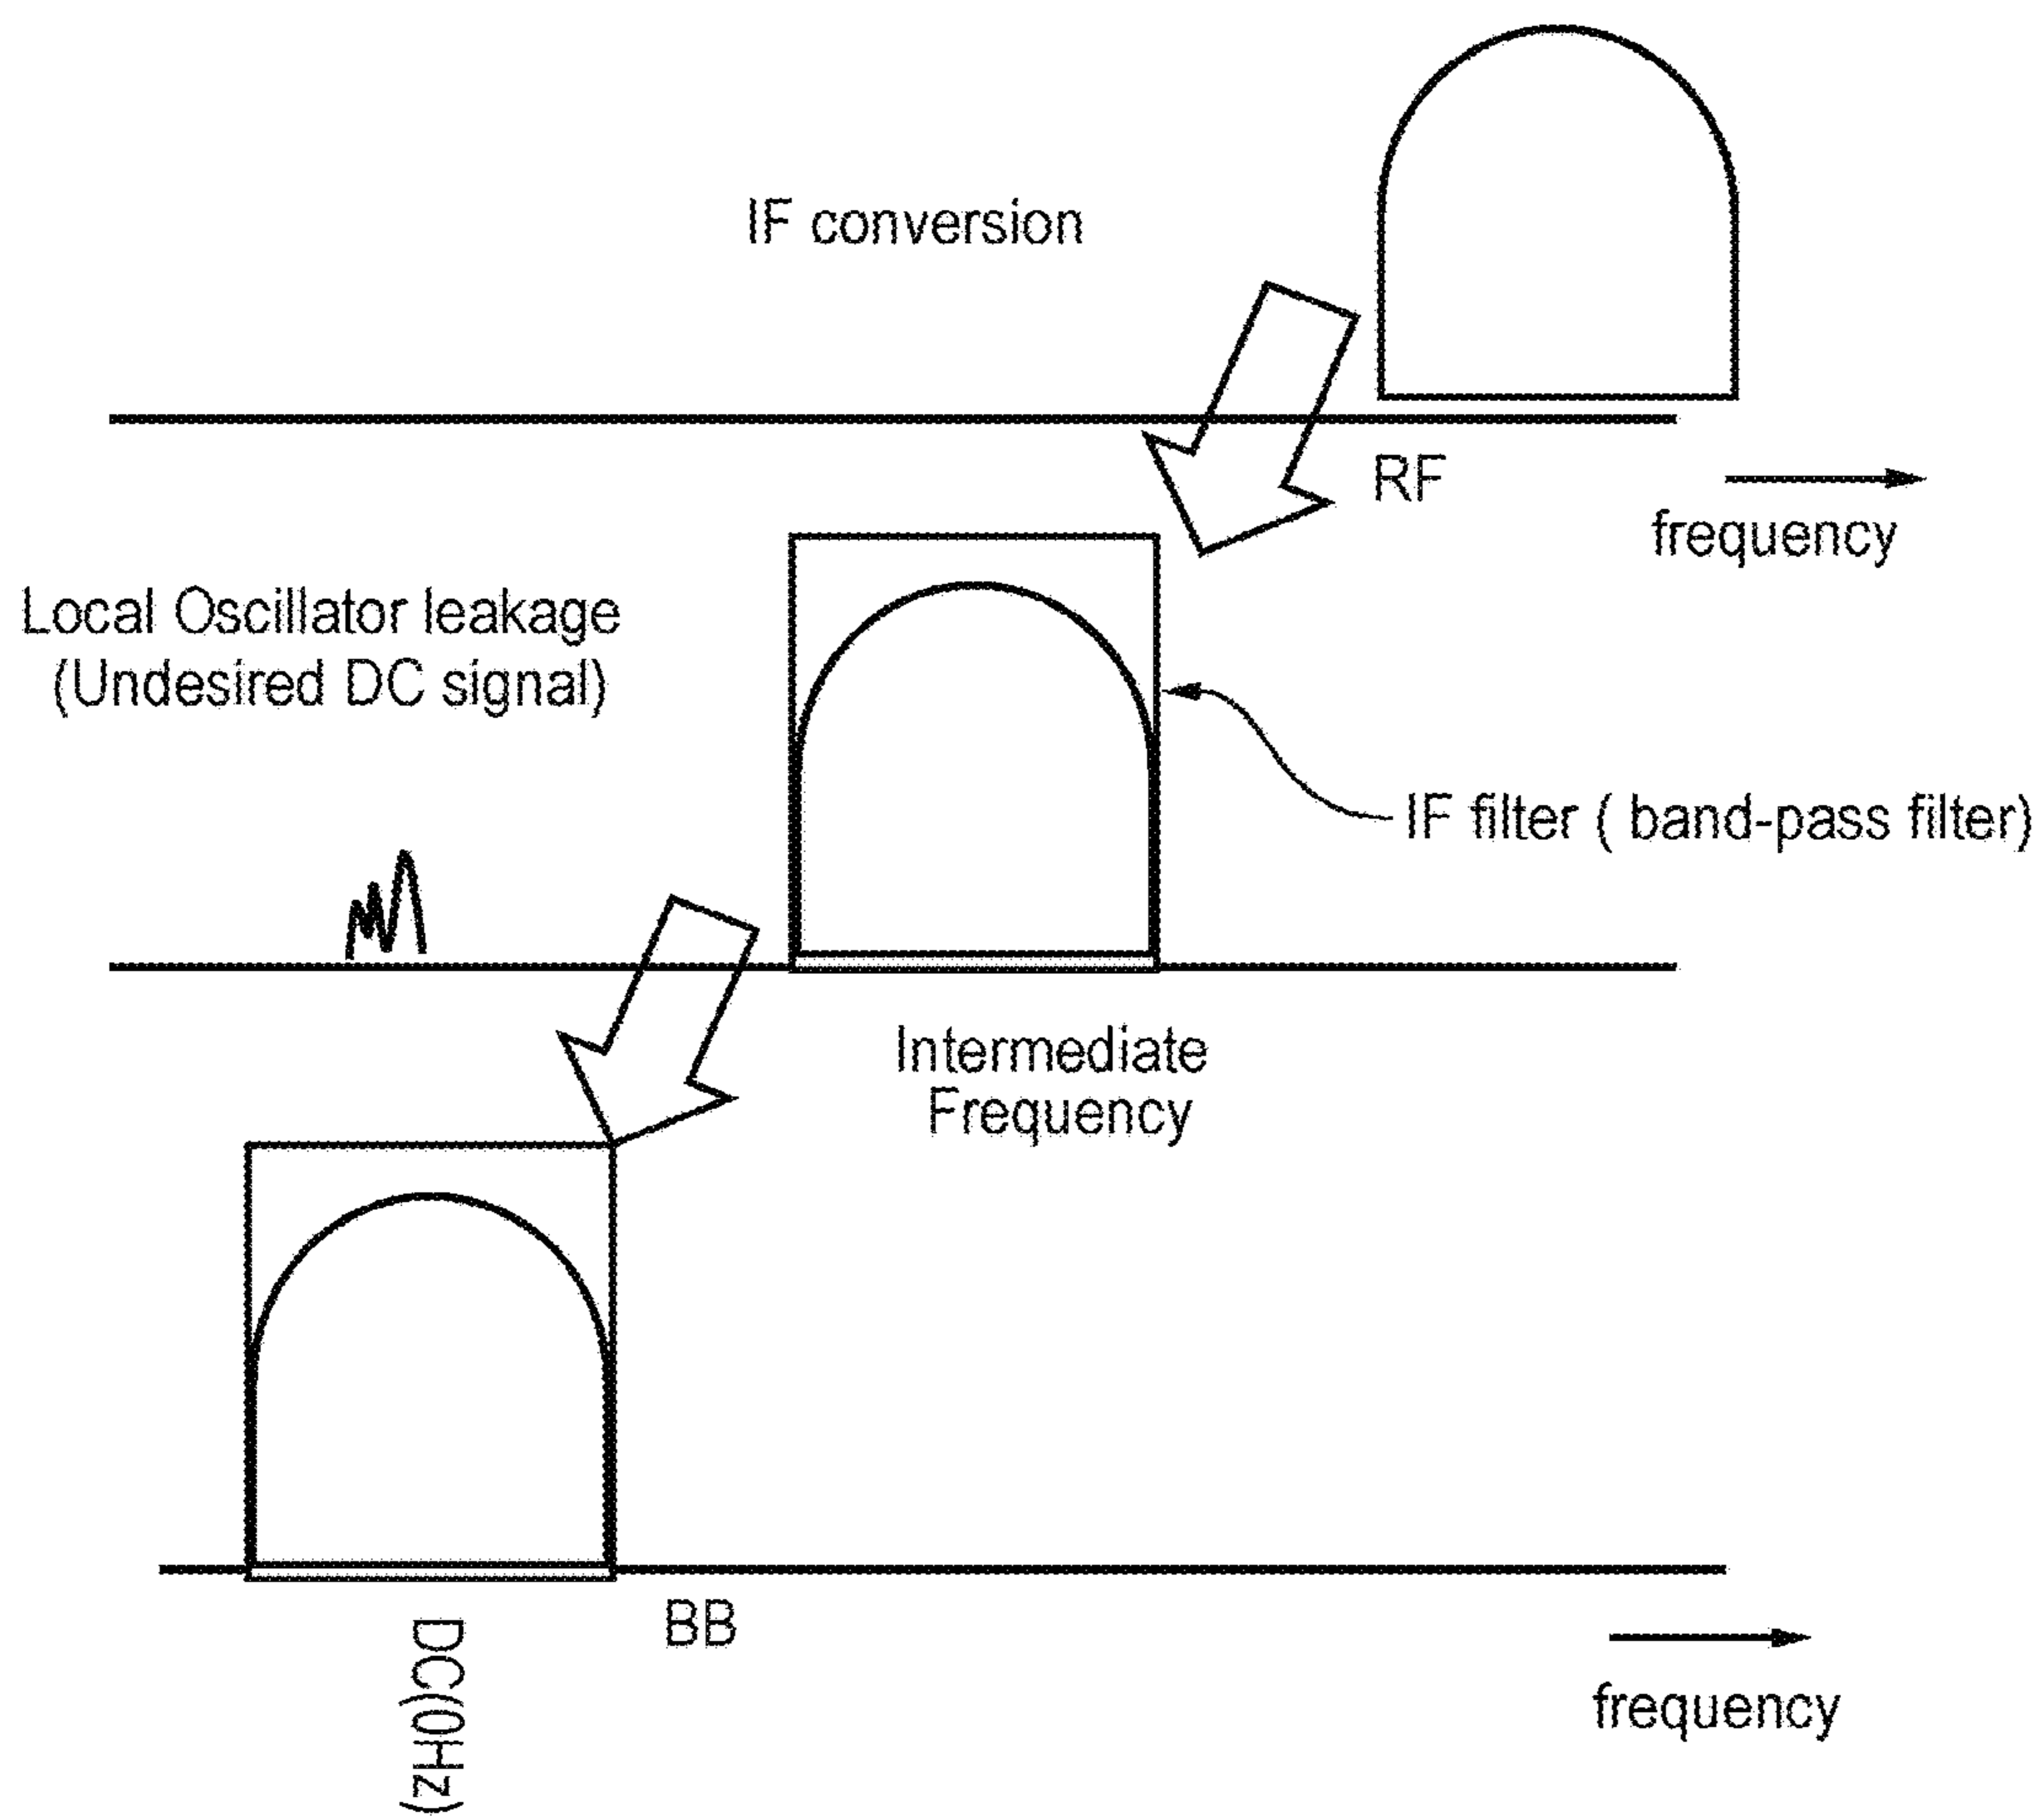 IF conversion
RF
frequency
Local Oscillator leakage
(Undesired DC signal)
IF filter ( band-pass filter)
Intermediate
Frequency
BB
DC(0Hz)
frequency